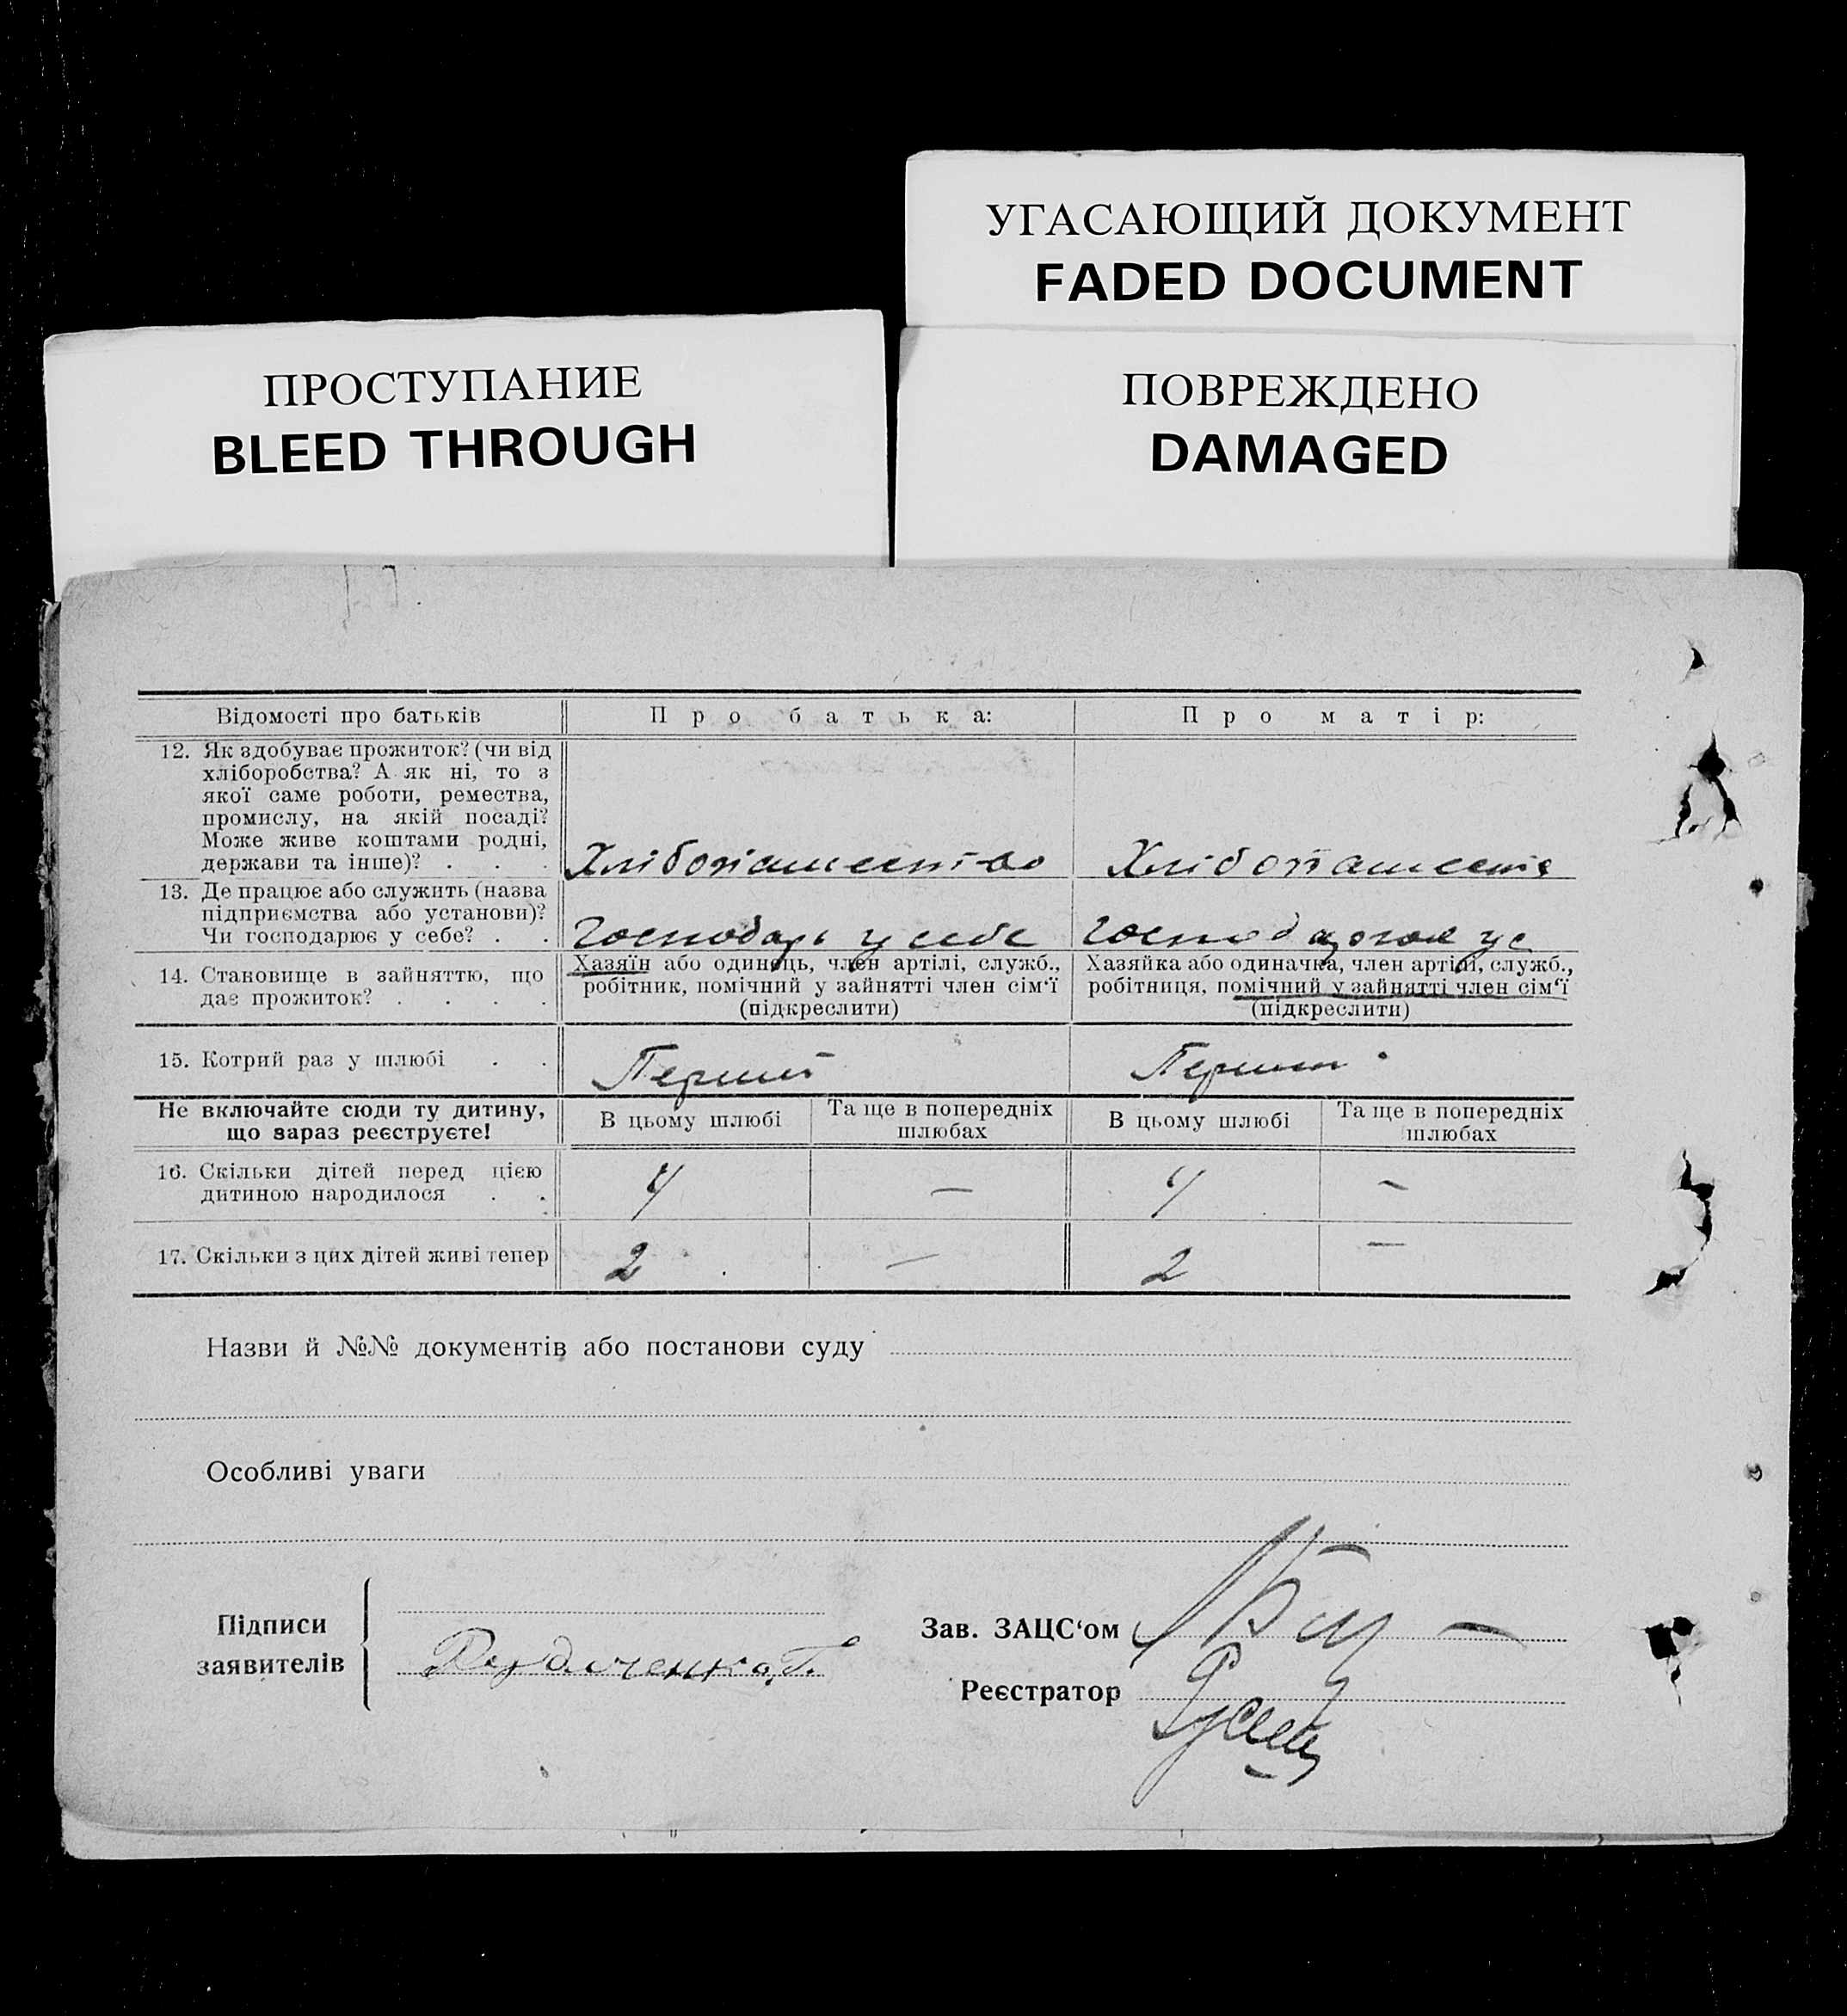 УГАСАЮЩИЙ ДОКУМЕНТ
FADED DOCUMENT
ПРОСТУПАНИЕ
BLEED THROUGH
ПОВРЕЖДЕНО
DAMAGED
Відомості про батьків
Про батька:
Про матір:
12. Як здобуває прожиток? (чи від
хліборобства? А як ні, то з
якої саме роботи, ремества,
промислу, на якій посаді?
Може живе коштами родні,
держави та інше)? . . .
Хлібопашество
Хлібопашеств
13. Де працює або служить (назва
підприємства або установи)?
Чи господарює у себе? . .
Господарь у себе
14. Становище в зайняттю, що
дає прожиток? . . . .
Хазяїн або одинець, член артілі, служб.,
робітник, помічний у зайнятті член сім‘ї
(підкреслити)
Хазяйка або одиначка, член артілі, служб.,
робітниця, помічний у зайнятті член сім‘ї
(підкреслити)
15. Котрий раз у шлюбі . .
Перший
Перший
Не включайте сюди ту дитину,
що зараз реєструєте!
В цьому шлюбі
Та ще в попередніх
шлюбах
В цьому шлюбі
Та ще в попередніх
шлюбах
16. Скільки дітей перед цією
дитиною народилося . .
4 — 4 —
17. Скільки з цих дітей живі тепер
2 — 2 —
Назви й №№ документів або постанови суду
Особливі уваги
Підписи
заявителів
Зав. ЗАЦС‘ом
Реєстратор